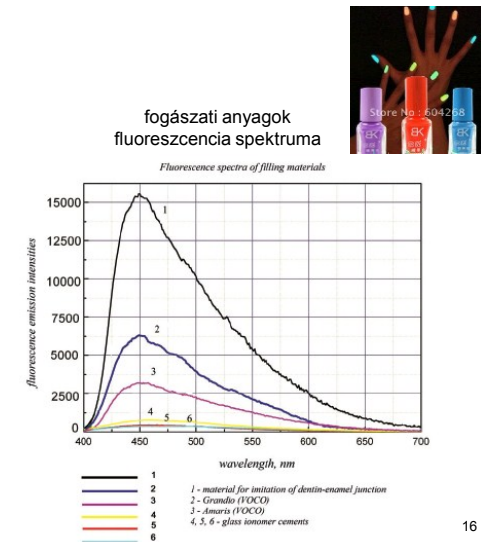 Store No : 604268
BK
BK
BK
fogászati anyagok
fluoreszcencia spektruma
Fluorescence spectra of filling materials
fluorescence emission intensities
15000
12500
10000
7500
5000
2500
0
1
2
3
4
5
6
400
450
500
550
600
650
700
wavelength, nm
1
2
3
4
5
6
1 - material for imitation of dentin-enamel junction
2 - Grandio (VOCO)
3 - Amaris (VOCO)
4, 5, 6 - glass ionomer cements
16